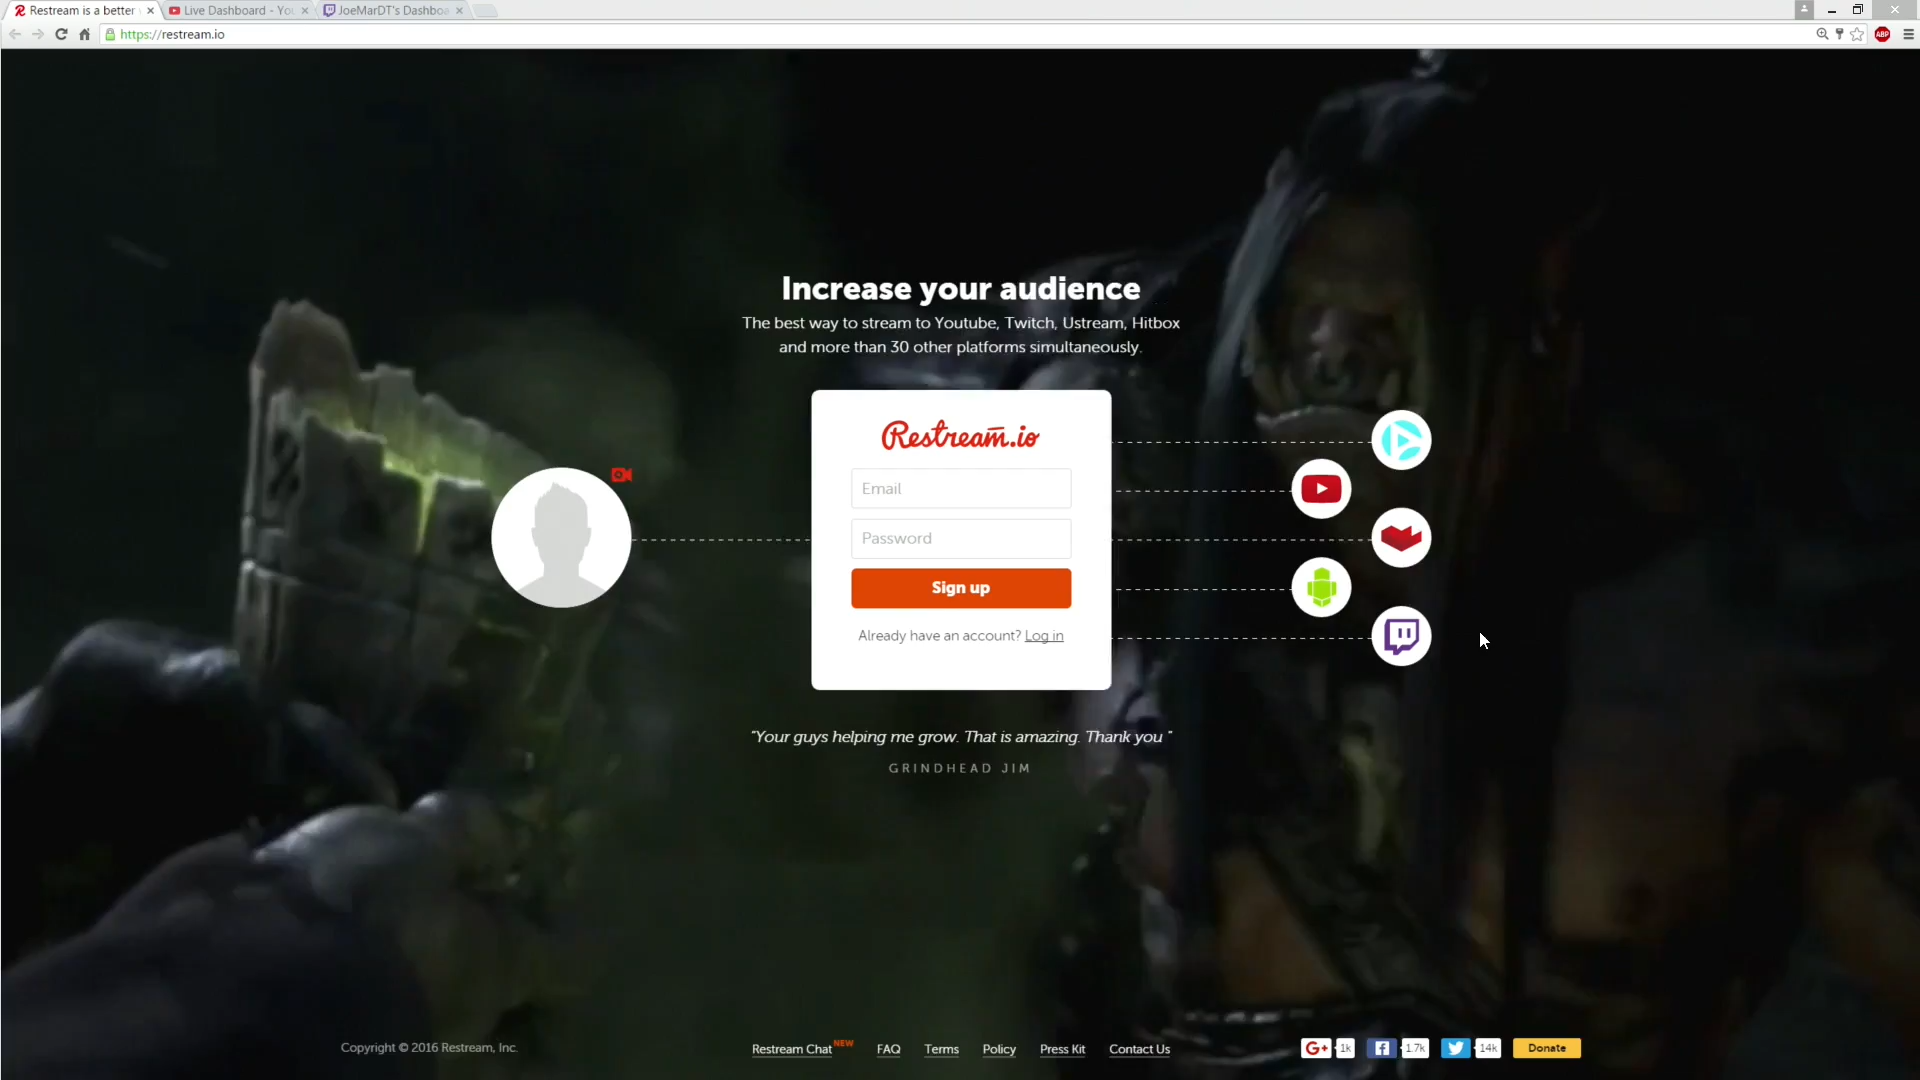 Restream is a better
Live Dashboard - Yo
JoeMarDT's Dashboa
https://restream.io
ABP
Increase your audience
The best way to stream to Youtube, Twitch, Ustream, Hitbox
and more than 30 other platforms simultaneously.
Restream.io
Email
Password
Sign up
Already have an account? Log in
"Your guys helping me grow. That is amazing. Thank you "
GRINDHEAD JIM
Copyright © 2016 Restream, Inc.
Restream Chat NEW FAQ Terms Policy Press Kit Contact Us
G+ 1k 1.7k 14k Donate